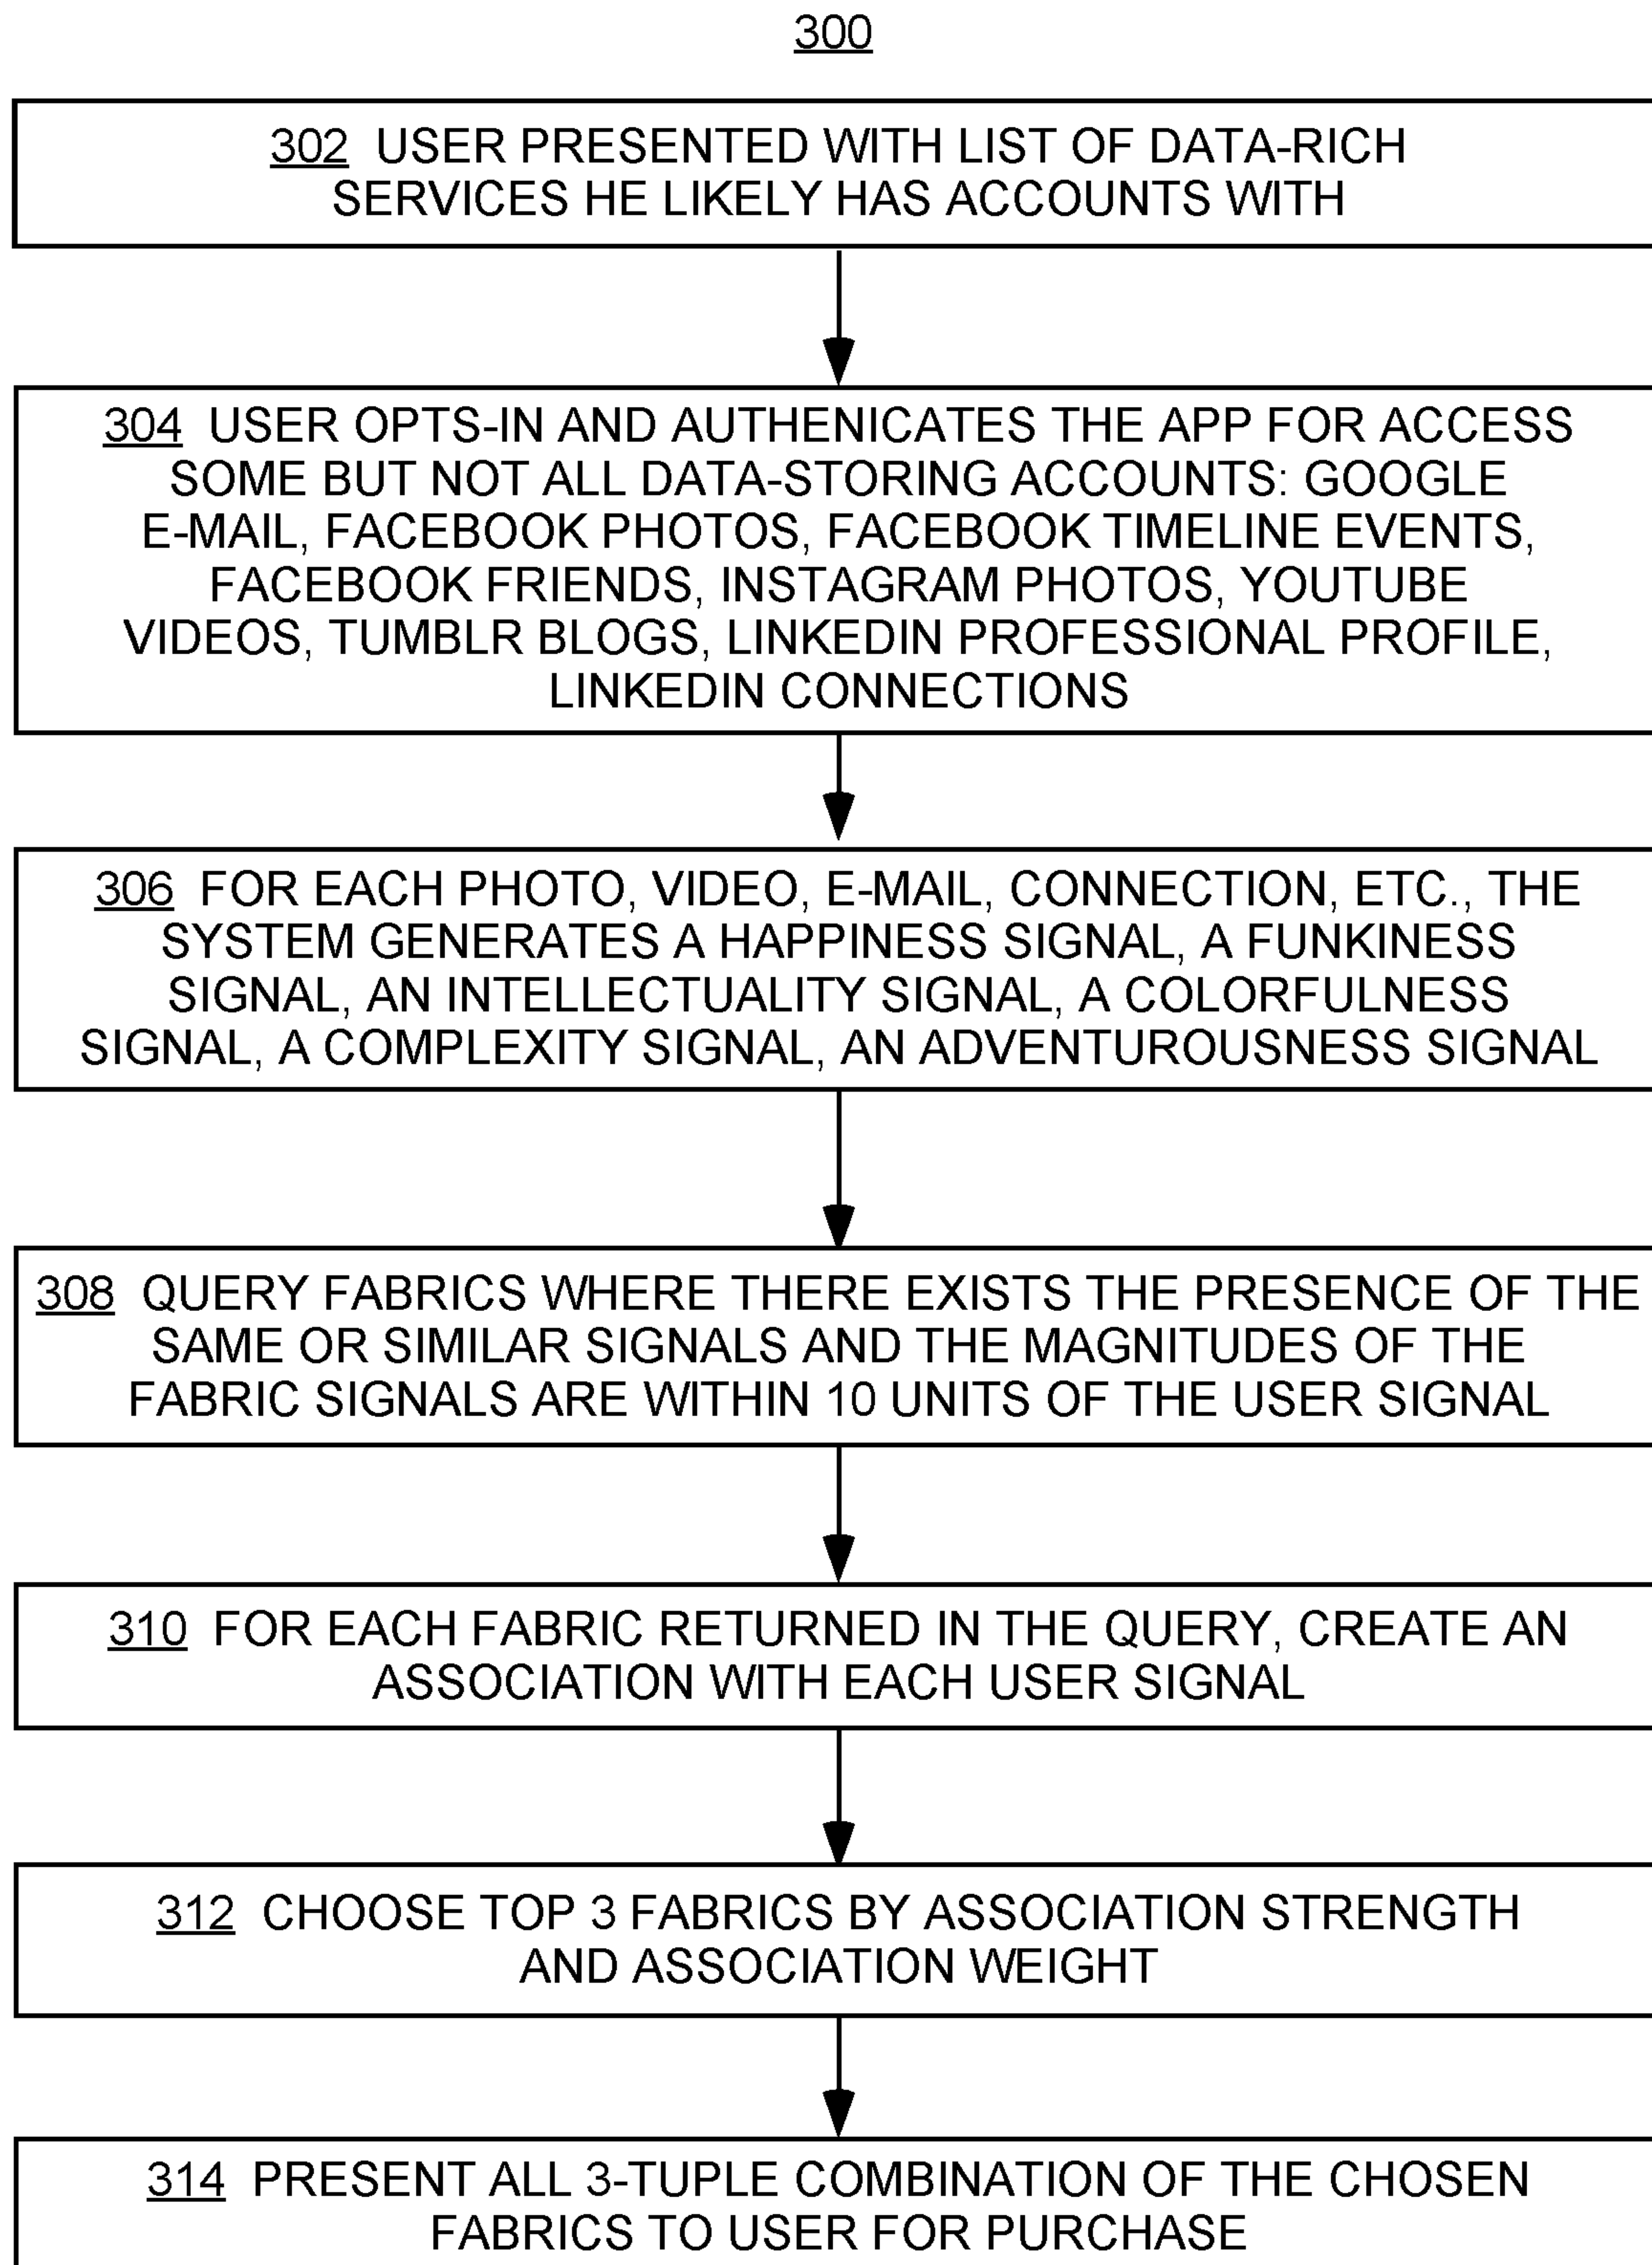 300
302 USER PRESENTED WITH LIST OF DATA-RICH
SERVICES HE LIKELY HAS ACCOUNTS WITH
304 USER OPTS-IN AND AUTHENICATES THE APP FOR ACCESS
SOME BUT NOT ALL DATA-STORING ACCOUNTS: GOOGLE
E-MAIL, FACEBOOK PHOTOS, FACEBOOK TIMELINE EVENTS,
FACEBOOK FRIENDS, INSTAGRAM PHOTOS, YOUTUBE
VIDEOS, TUMBLR BLOGS, LINKEDIN PROFESSIONAL PROFILE,
LINKEDIN CONNECTIONS
306 FOR EACH PHOTO, VIDEO, E-MAIL, CONNECTION, ETC., THE
SYSTEM GENERATES A HAPPINESS SIGNAL, A FUNKINESS
SIGNAL, AN INTELLECTUALITY SIGNAL, A COLORFULNESS
SIGNAL, A COMPLEXITY SIGNAL, AN ADVENTUROUSNESS SIGNAL
308 QUERY FABRICS WHERE THERE EXISTS THE PRESENCE OF THE
SAME OR SIMILAR SIGNALS AND THE MAGNITUDES OF THE
FABRIC SIGNALS ARE WITHIN 10 UNITS OF THE USER SIGNAL
310 FOR EACH FABRIC RETURNED IN THE QUERY, CREATE AN
ASSOCIATION WITH EACH USER SIGNAL
312 CHOOSE TOP 3 FABRICS BY ASSOCIATION STRENGTH
AND ASSOCIATION WEIGHT
314 PRESENT ALL 3-TUPLE COMBINATION OF THE CHOSEN
FABRICS TO USER FOR PURCHASE